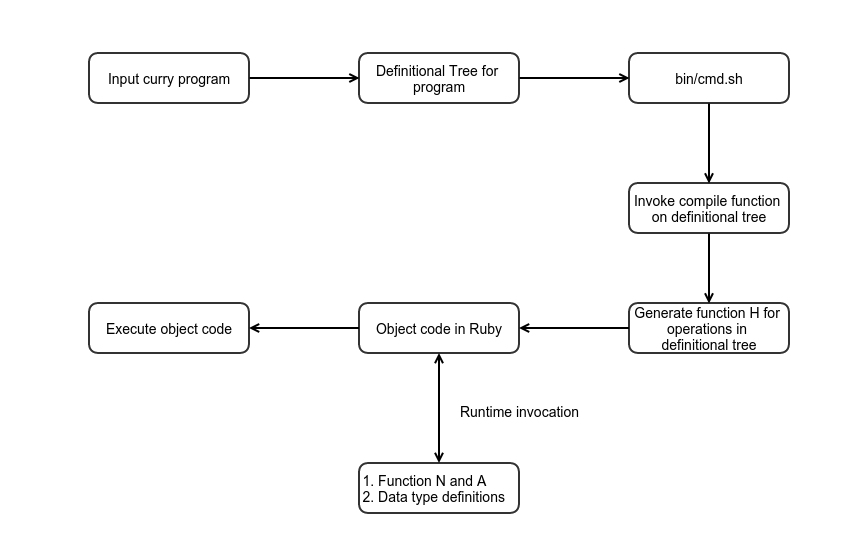 Input curry program
Definitional Tree for
program
bin/cmd.sh
Invoke compile function
on definitional tree
Generate function H for
operations in
definitional tree
Object code in Ruby
Execute object code
Runtime invocation
1. Function N and A
2. Data type definitions